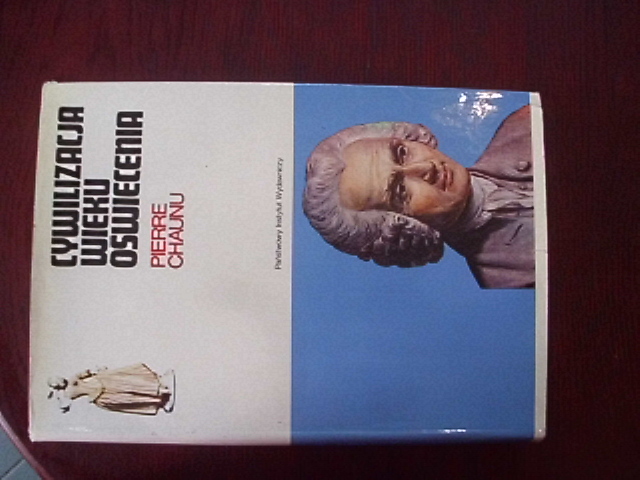 CYWILIZACJA
WIEKU
OŚWIECENIA
PIERRE
CHAUNU
Państwowy Instytut Wydawniczy